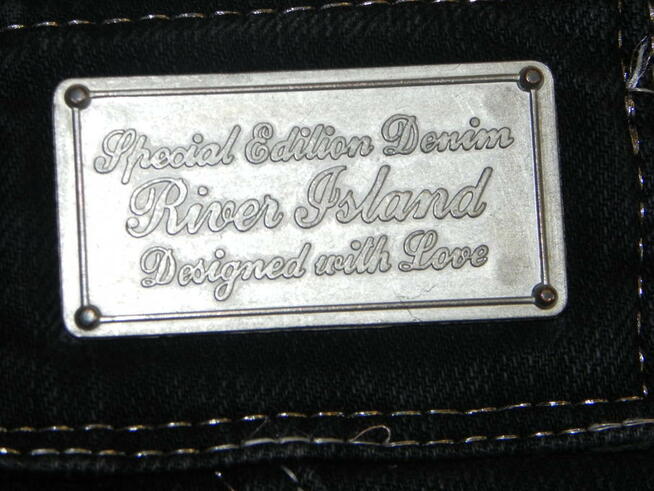 Special Edition Denim
River Island
Designed with Love